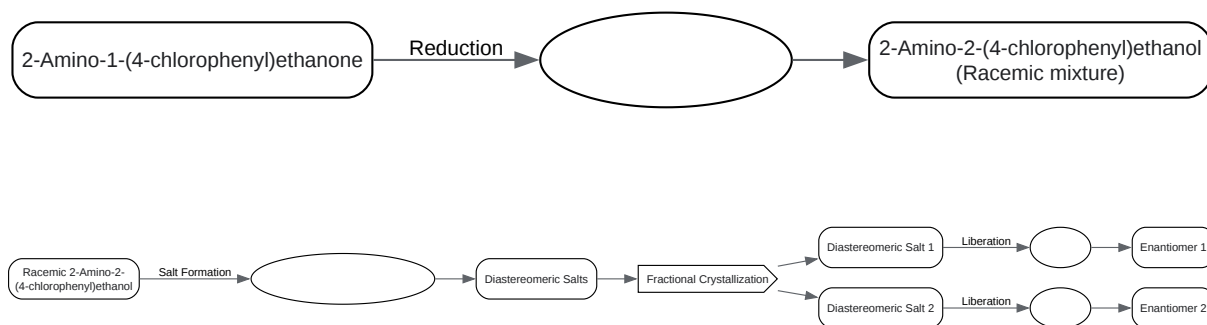 2-Amino-1-(4-chlorophenyl)ethanone
Reduction
2-Amino-2-(4-chlorophenyl)ethanol
(Racemic mixture)
Racemic 2-Amino-2-
(4-chlorophenyl)ethanol
Salt Formation
Diastereomeric Salts
Fractional Crystallization
Diastereomeric Salt 1
Liberation
Enantiomer 1
Diastereomeric Salt 2
Liberation
Enantiomer 2